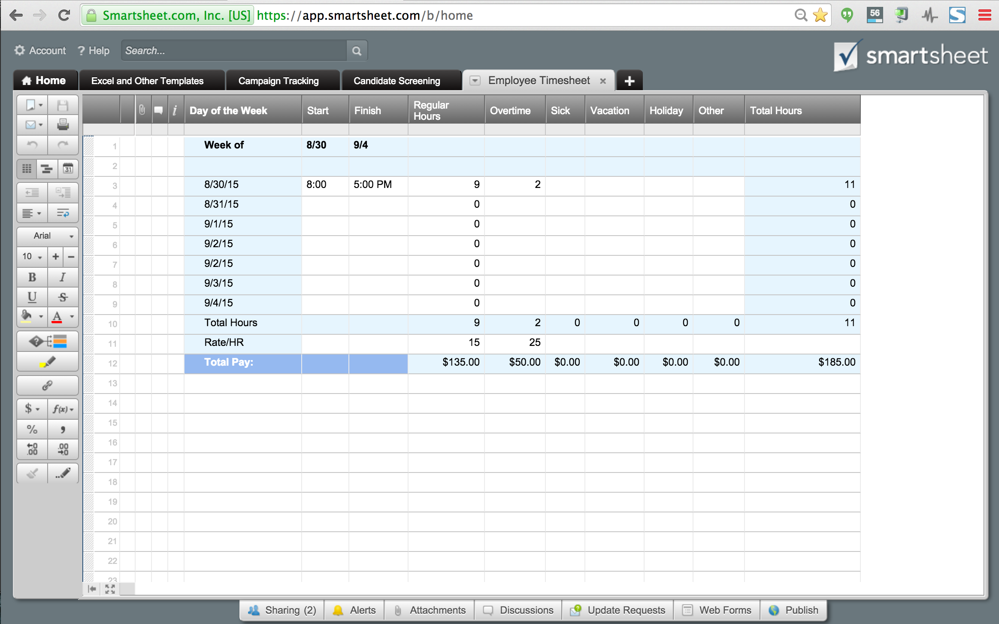 Smartsheet.com, Inc. [US] https://app.smartsheet.com/b/home
56
Account ? Help Search...
smartsheet
Home Excel and Other Templates Campaign Tracking Candidate Screening Employee Timesheet
Day of the Week Start Finish Regular Hours Overtime Sick Vacation Holiday Other Total Hours
1 Week of 8/30 9/4
2
31
3 8/30/15 8:00 5:00 PM 9 2 11
4 8/31/15 0 0
5 9/1/15 0 0
Arial
6 9/2/15 0 0
10
7 9/2/15 0 0
B I
8 9/3/15 0 0
U S
9 9/4/15 0 0
A
10 Total Hours 9 2 0 0 0 0 11
11 Rate/HR 15 25
12 Total Pay: $135.00 $50.00 $0.00 $0.00 $0.00 $0.00 $185.00
13
14
$ f(x)
15
% ,
16
.00 .00
17
18
19
20
21
22
23
Sharing (2) Alerts Attachments Discussions Update Requests Web Forms Publish